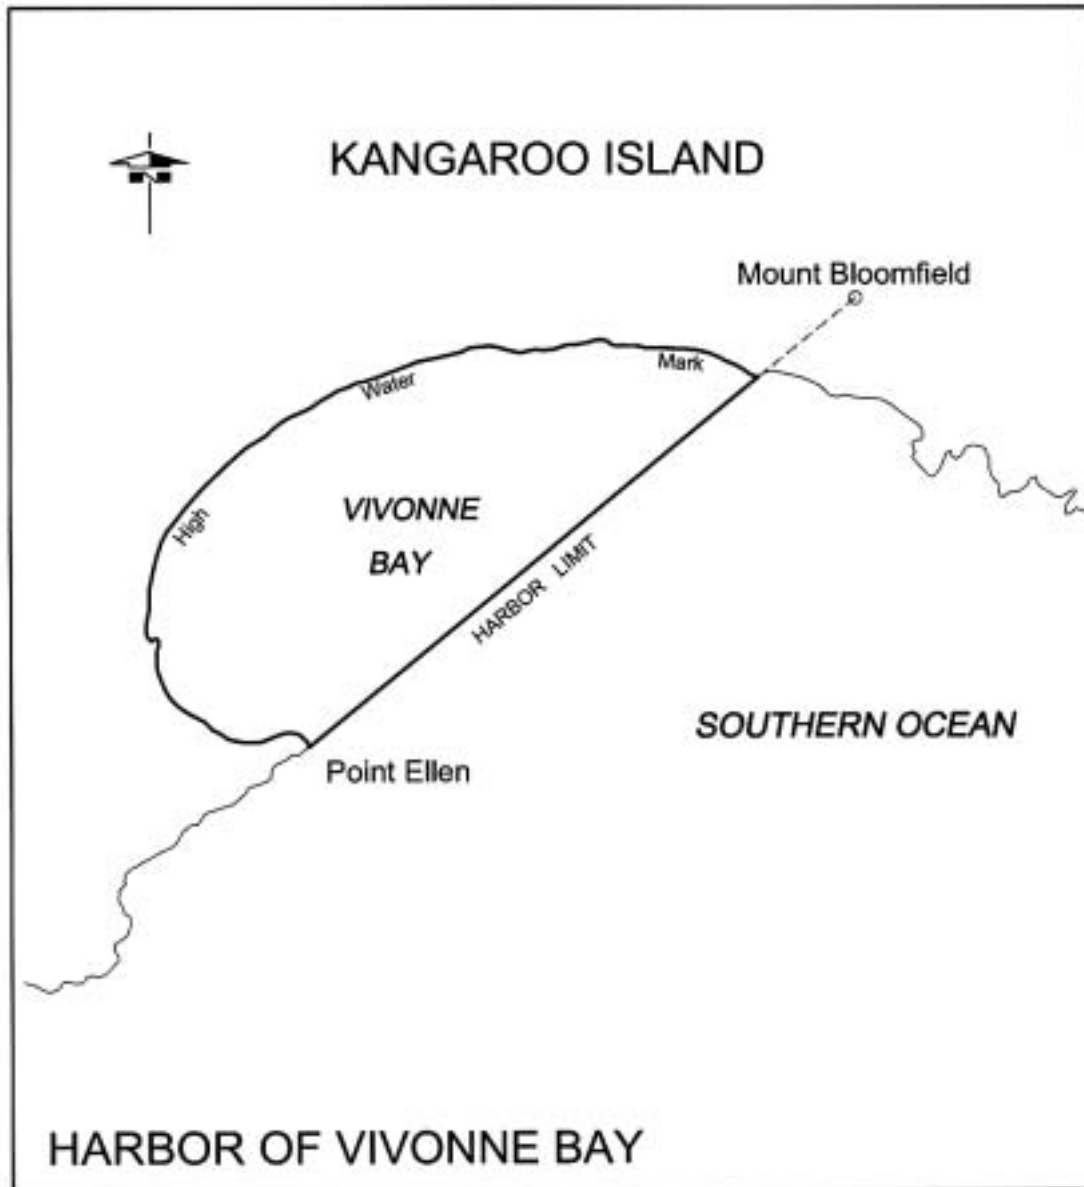 KANGAROO ISLAND
N
Mount Bloomfield
High Water Mark
VIVONNE
BAY
HARBOR LIMIT
SOUTHERN OCEAN
Point Ellen
HARBOR OF VIVONNE BAY